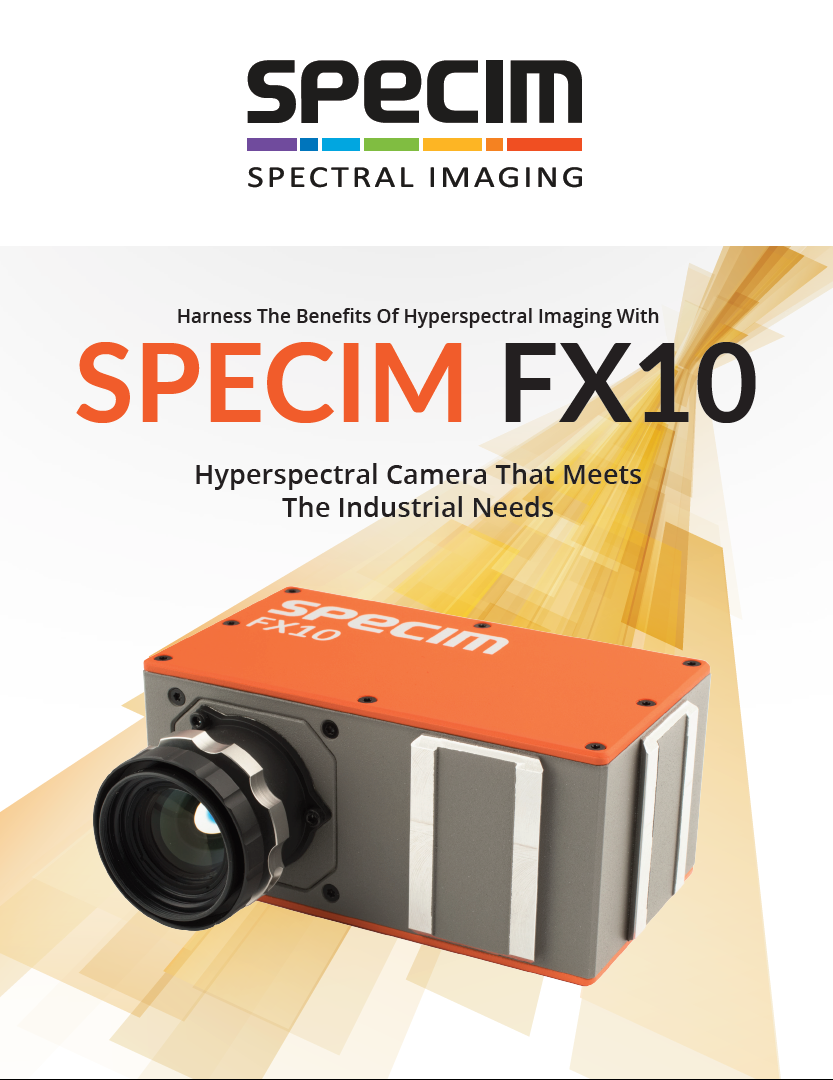 SPECIM
SPECTRAL IMAGING
Harness The Benefits Of Hyperspectral Imaging With
SPECIM FX10
Hyperspectral Camera That Meets
The Industrial Needs
SPECIM
FX10